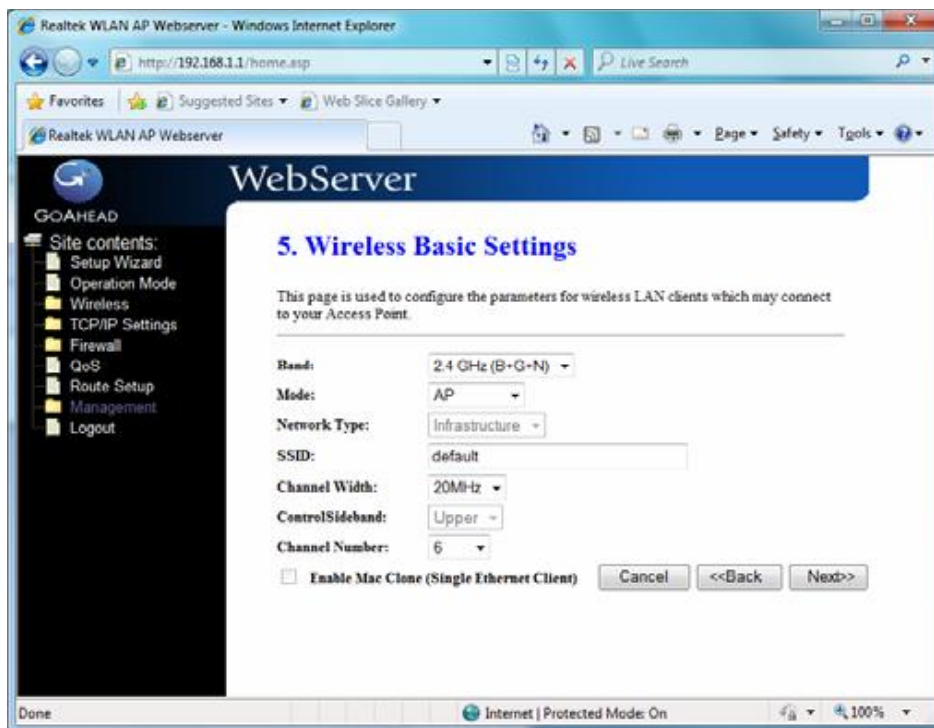 Realtek WLAN AP Webserver - Windows Internet Explorer
http://192.168.1.1/home.asp
Live Search
Favorites
Suggested Sites
Web Slice Gallery
Realtek WLAN AP Webserver
Page
Safety
Tools
GOAHEAD
WebServer
Site contents:
Setup Wizard
Operation Mode
Wireless
TCP/IP Settings
Firewall
QoS
Route Setup
Management
Logout
5. Wireless Basic Settings
This page is used to configure the parameters for wireless LAN clients which may connect
to your Access Point.
Band: 2.4 GHz (B+G+N)
Mode: AP
Network Type: Infrastructure
SSID: default
Channel Width: 20MHz
ControlSideband: Upper
Channel Number: 6
Enable Mac Clone (Single Ethernet Client) Cancel <<Back Next>>
Done
Internet | Protected Mode: On
100%